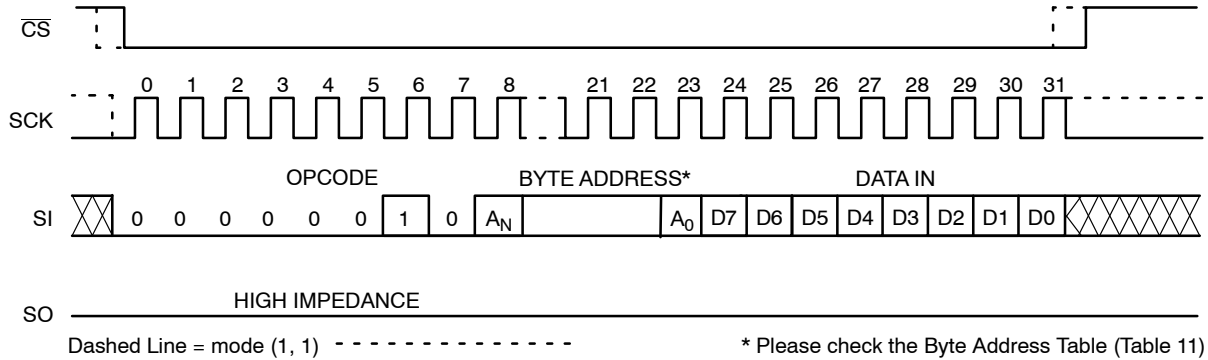 CS
0 1 2 3 4 5 6 7 8 21 22 23 24 25 26 27 28 29 30 31
SCK
OPCODE BYTE ADDRESS* DATA IN
SI 0 0 0 0 0 0 1 0 AN A0 D7 D6 D5 D4 D3 D2 D1 D0
HIGH IMPEDANCE
SO
Dashed Line = mode (1, 1) * Please check the Byte Address Table (Table 11)